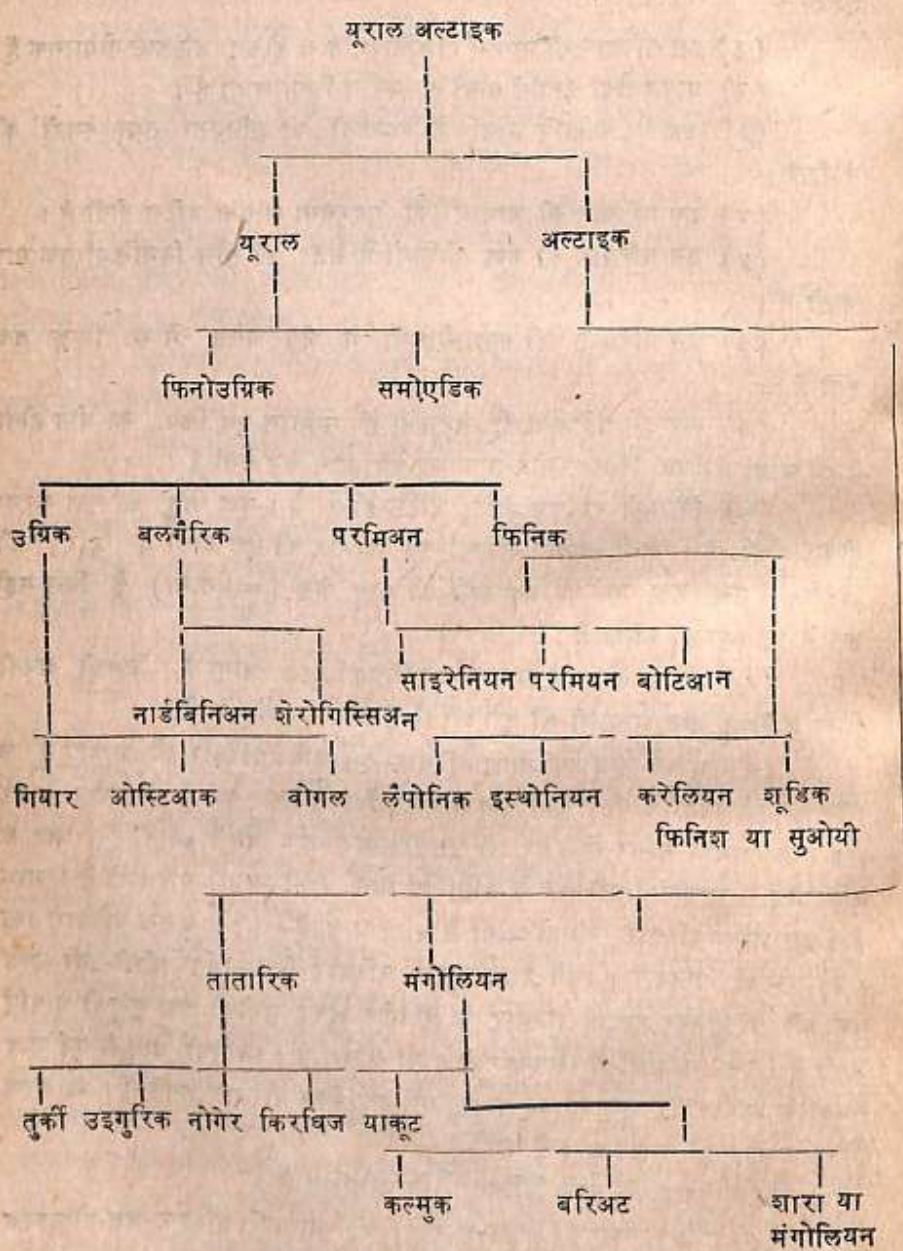 यूराल अल्टाइक
यूराल अल्टाइक
फिनोउग्रिक समोएडिक
उग्रिक बलगैरिक परमिअन फिनिक
साइरेनियन परमियन बोटिआन
नार्डबिनिअन शेरोगिस्सिअन
गियार ओस्टिआक वोगल लैपोनिक इस्थोनियन करेलियन शूडिक
फिनिश या सुओयी
तातारिक मंगोलियन
तुर्की उइगुरिक नोगेर किरघिज याकूट
कल्मुक बरिअट शारा या
मंगोलियन